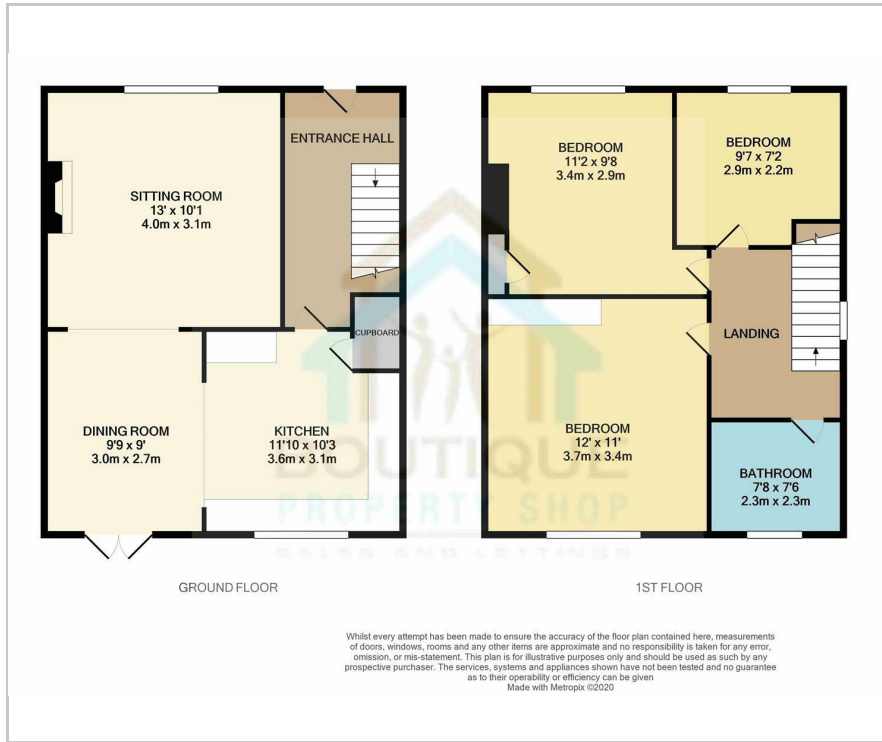 ENTRANCE HALL
SITTING ROOM
13' x 10'1
4.0m x 3.1m
CUPBOARD
DINING ROOM
9'9 x 9'
3.0m x 2.7m
KITCHEN
11'10 x 10'3
3.6m x 3.1m
GROUND FLOOR
BEDROOM
11'2 x 9'8
3.4m x 2.9m
BEDROOM
9'7 x 7'2
2.9m x 2.2m
LANDING
BEDROOM
12' x 11'
3.7m x 3.4m
BATHROOM
7'8 x 7'6
2.3m x 2.3m
1ST FLOOR
BOUTIQUE
PROPERTY SHOP
SALES AND LETTINGS
Whilst every attempt has been made to ensure the accuracy of the floor plan contained here, measurements
of doors, windows, rooms and any other items are approximate and no responsibility is taken for any error,
omission, or mis-statement. This plan is for illustrative purposes only and should be used as such by any
prospective purchaser. The services, systems and appliances shown have not been tested and no guarantee
as to their operability or efficiency can be given
Made with Metropix ©2020